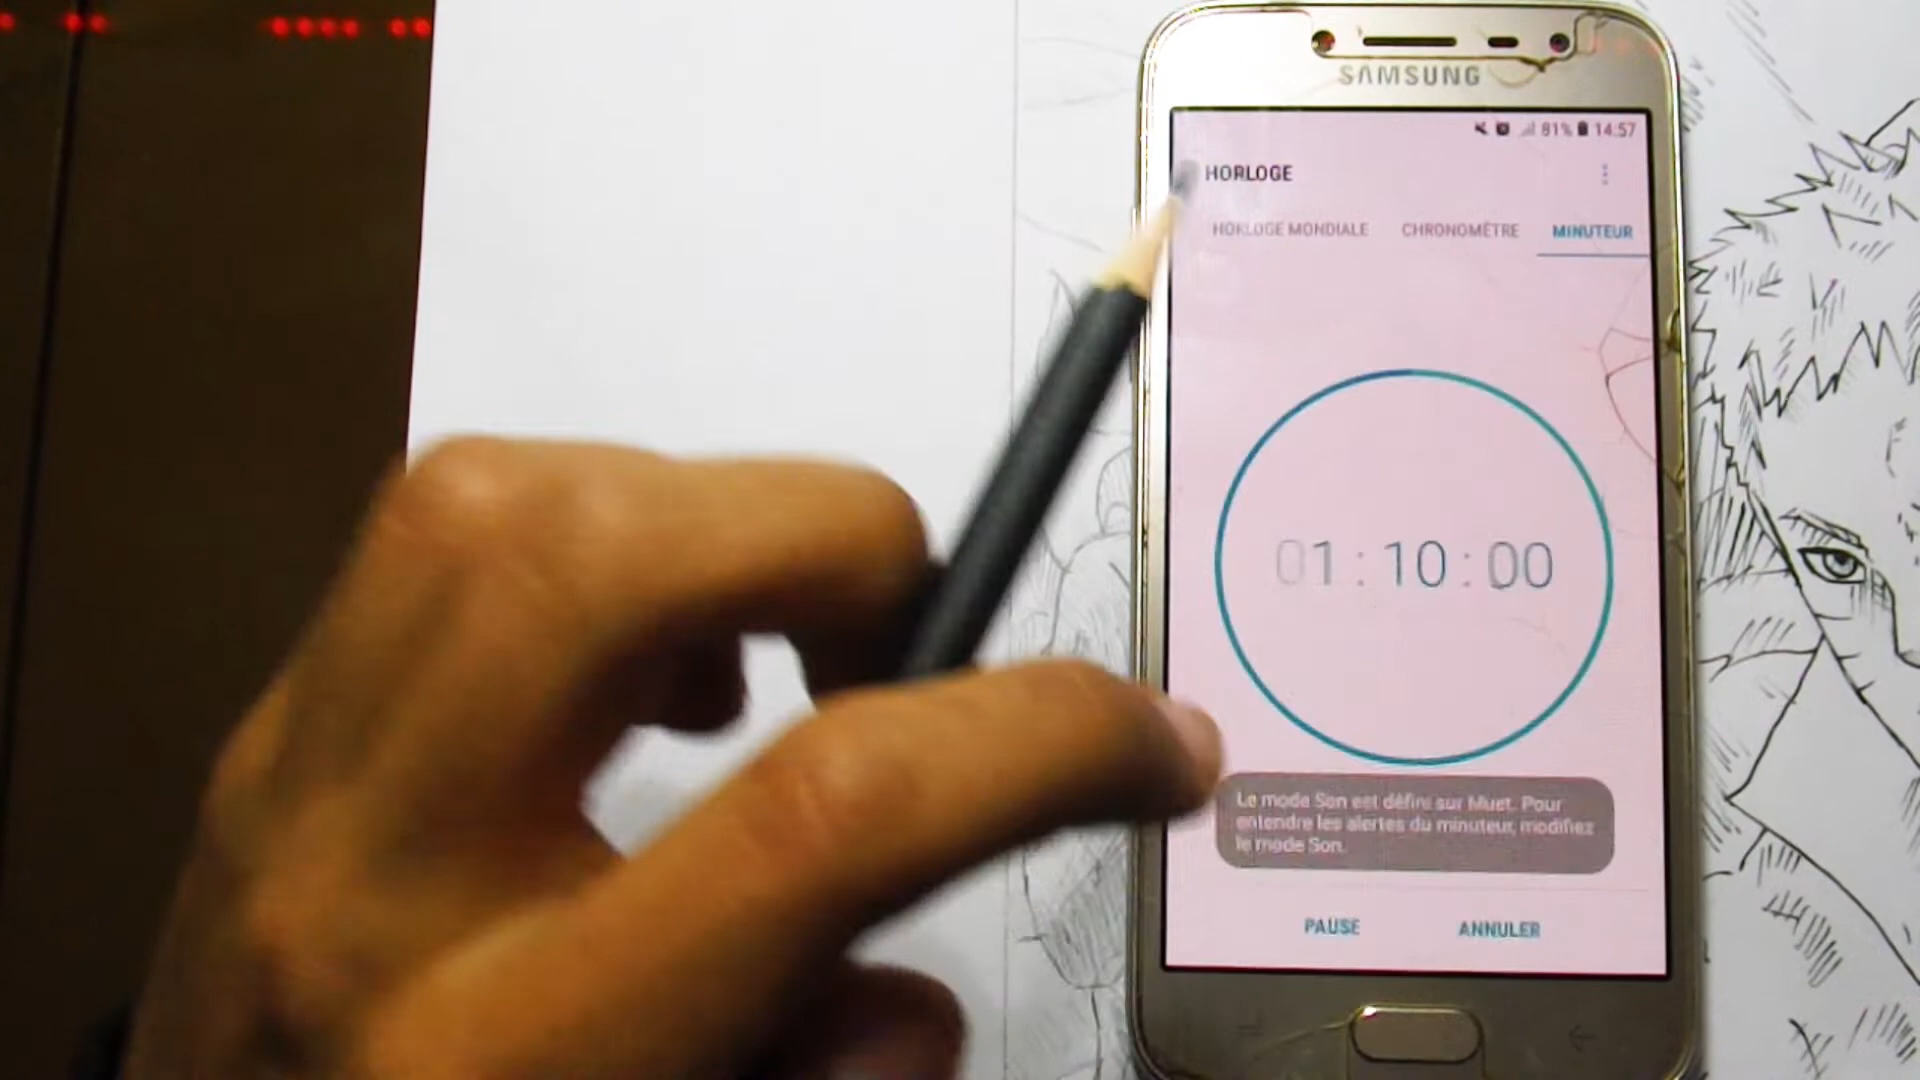 SAMSUNG
81% 14:57
HORLOGE
HORLOGE MONDIALE CHRONOMÈTRE MINUTEUR
01:10:00
Le mode Son est défini sur Muet. Pour
entendre les alertes du minuteur, modifiez
le mode Son.
PAUSE ANNULER